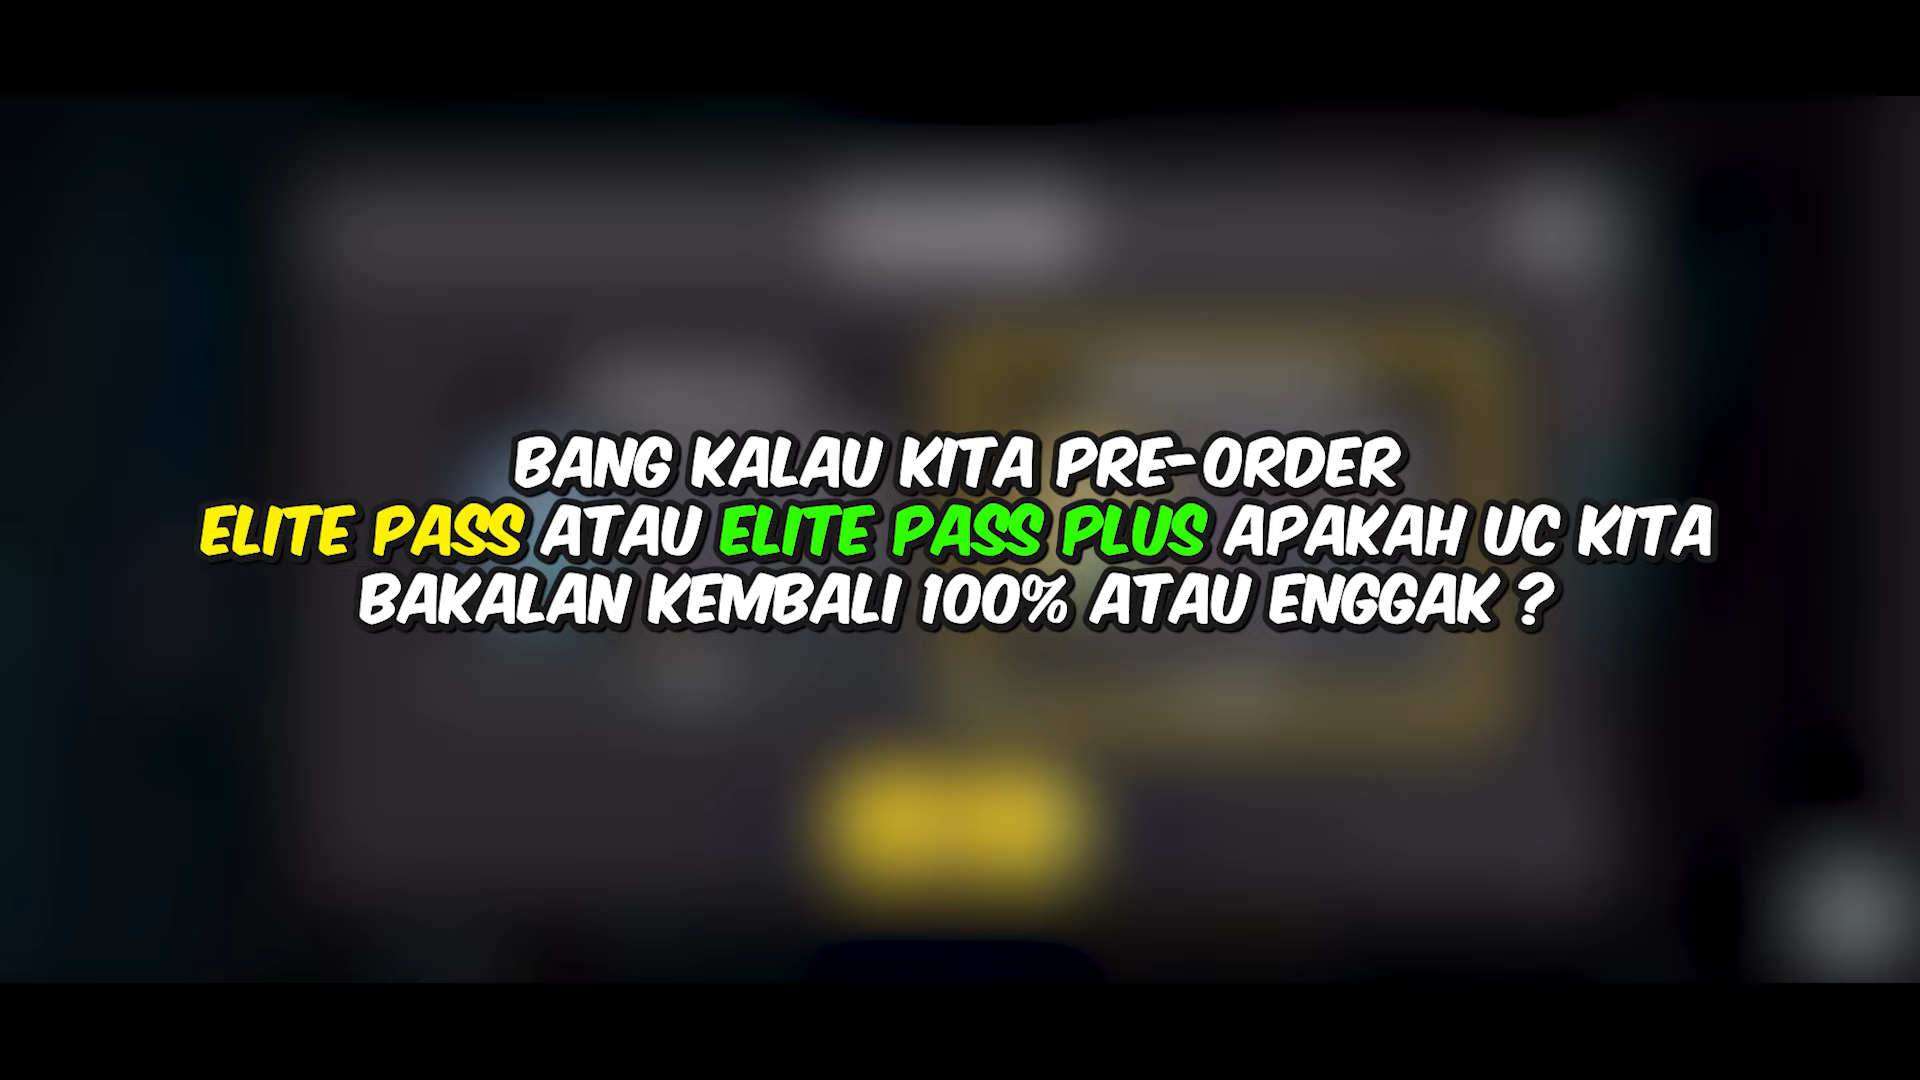 BANG KALAU KITA PRE-ORDER
ELITE PASS ATAU ELITE PASS PLUS APAKAH UC KITA
BAKALAN KEMBALI 100% ATAU ENGGAK ?